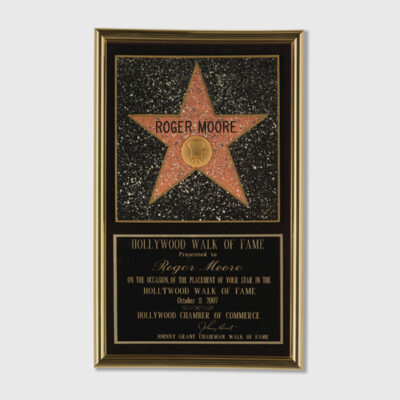 ROGER MOORE
HOLLYWOOD WALK OF FAME
Presented to
Roger Moore
ON THE OCCASION OF THE PLACEMENT OF YOUR STAR IN THE
HOLLYWOOD WALK OF FAME
October 11, 2007
HOLLYWOOD CHAMBER OF COMMERCE
Johnny Grant
JOHNNY GRANT CHAIRMAN WALK OF FAME